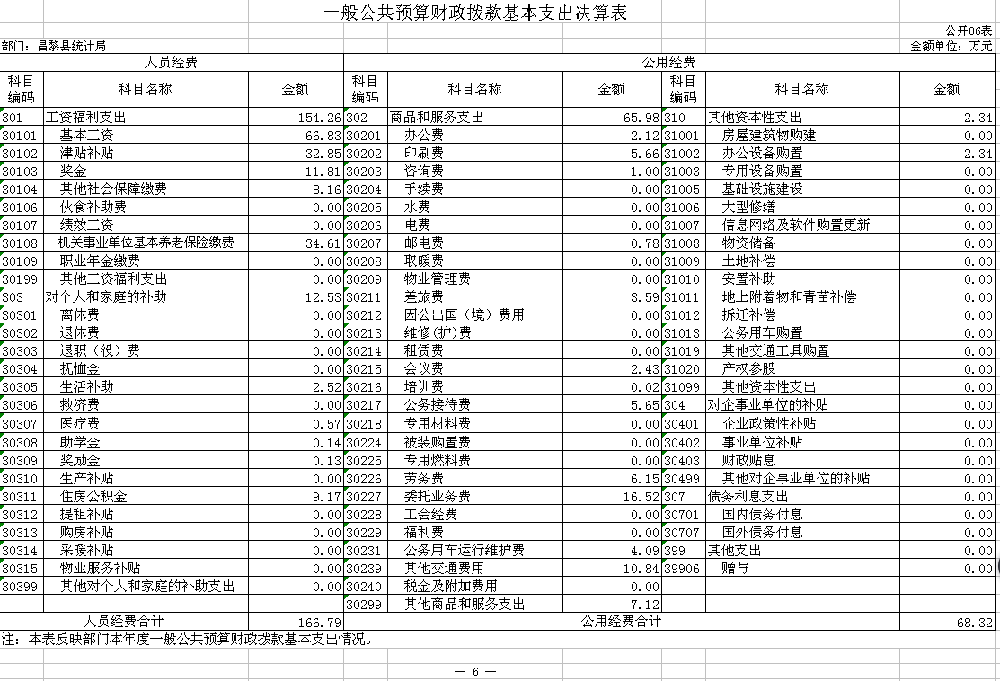 一般公共预算财政拨款基本支出决算表
公开06表
部门：昌黎县统计局 金额单位：万元
人员经费 公用经费
科目编码 科目名称 金额 科目编码 科目名称 金额 科目编码 科目名称 金额
301 工资福利支出 154.26 302 商品和服务支出 65.98 310 其他资本性支出 2.34
30101 基本工资 66.83 30201 办公费 2.12 31001 房屋建筑物购建 0.00
30102 津贴补贴 32.85 30202 印刷费 5.66 31002 办公设备购置 2.34
30103 奖金 11.81 30203 咨询费 1.00 31003 专用设备购置 0.00
30104 其他社会保障缴费 8.16 30204 手续费 0.00 31005 基础设施建设 0.00
30106 伙食补助费 0.00 30205 水费 0.00 31006 大型修缮 0.00
30107 绩效工资 0.00 30206 电费 0.00 31007 信息网络及软件购置更新 0.00
30108 机关事业单位基本养老保险缴费 34.61 30207 邮电费 0.78 31008 物资储备 0.00
30109 职业年金缴费 0.00 30208 取暖费 0.00 31009 土地补偿 0.00
30199 其他工资福利支出 0.00 30209 物业管理费 0.00 31010 安置补助 0.00
303 对个人和家庭的补助 12.53 30211 差旅费 3.59 31011 地上附着物和青苗补偿 0.00
30301 离休费 0.00 30212 因公出国（境）费用 0.00 31012 拆迁补偿 0.00
30302 退休费 0.00 30213 维修(护)费 0.00 31013 公务用车购置 0.00
30303 退职（役）费 0.00 30214 租赁费 0.00 31019 其他交通工具购置 0.00
30304 抚恤金 0.00 30215 会议费 2.43 31020 产权参股 0.00
30305 生活补助 2.52 30216 培训费 0.02 31099 其他资本性支出 0.00
30306 救济费 0.00 30217 公务接待费 5.65 304 对企事业单位的补贴 0.00
30307 医疗费 0.57 30218 专用材料费 0.00 30401 企业政策性补贴 0.00
30308 助学金 0.14 30224 被装购置费 0.00 30402 事业单位补贴 0.00
30309 奖励金 0.13 30225 专用燃料费 0.00 30403 财政贴息 0.00
30310 生产补贴 0.00 30226 劳务费 6.15 30499 其他对企事业单位的补贴 0.00
30311 住房公积金 9.17 30227 委托业务费 16.52 307 债务利息支出 0.00
30312 提租补贴 0.00 30228 工会经费 0.00 30701 国内债务付息 0.00
30313 购房补贴 0.00 30229 福利费 0.00 30707 国外债务付息 0.00
30314 采暖补贴 0.00 30231 公务用车运行维护费 4.09 399 其他支出 0.00
30315 物业服务补贴 0.00 30239 其他交通费用 10.84 39906 赠与 0.00
30399 其他对个人和家庭的补助支出 0.00 30240 税金及附加费用 0.00
30299 其他商品和服务支出 7.12
人员经费合计 166.79 公用经费合计 68.32
注：本表反映部门本年度一般公共预算财政拨款基本支出情况。
— 6 —